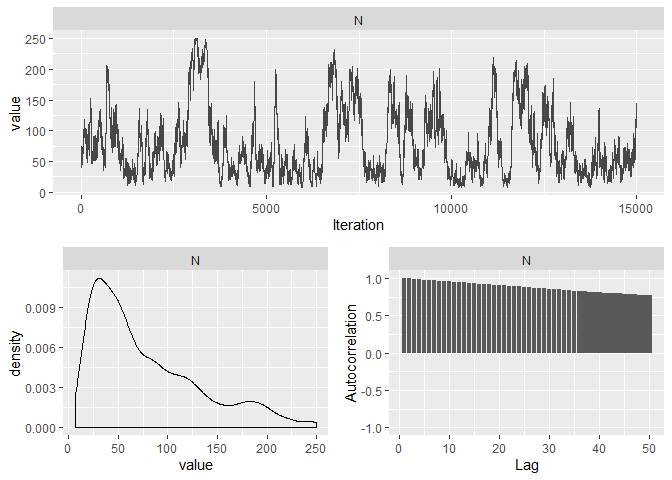 N
value
250
200
150
100
50
0
0 5000 10000 15000
Iteration
N
density
0.009
0.006
0.003
0.000
0 50 100 150 200 250
value
N
Autocorrelation
1.0
0.5
0.0
-0.5
-1.0
0 10 20 30 40 50
Lag